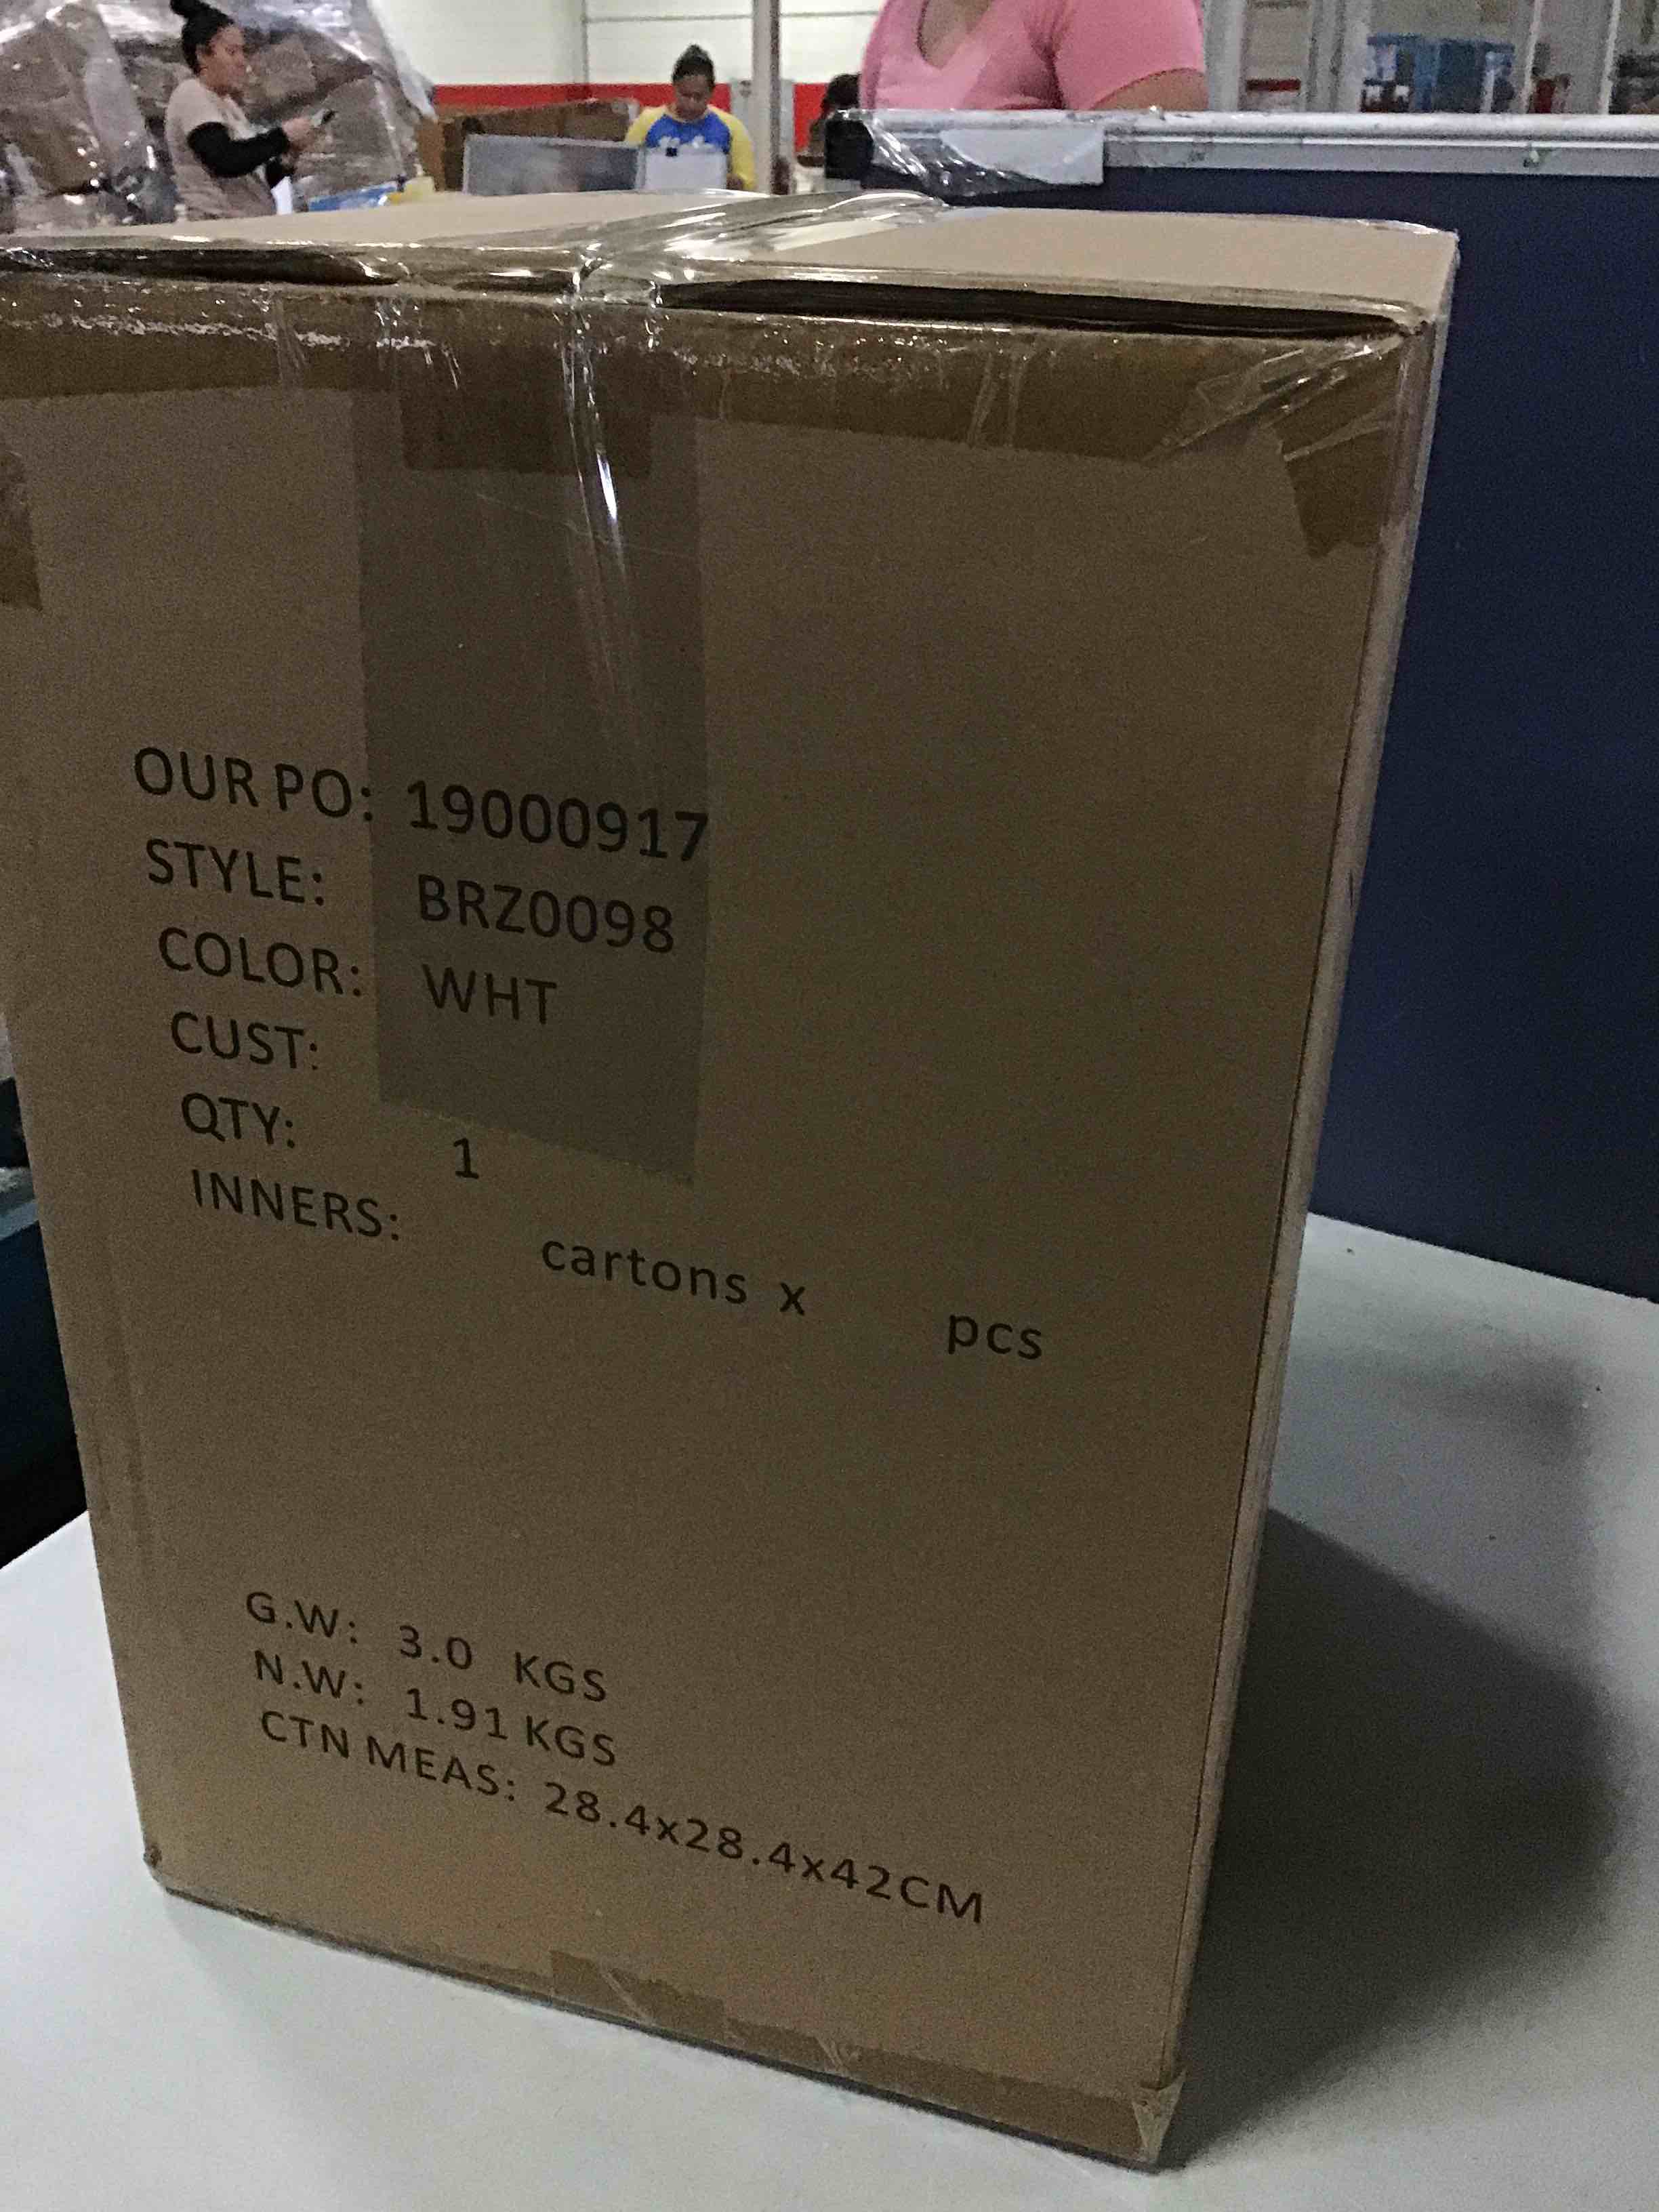 OUR PO: 19000917
STYLE: BRZ0098
COLOR: WHT
CUST:
QTY: 1
INNERS: cartons x pcs
G.W: 3.0 KGS
N.W: 1.91 KGS
CTN MEAS: 28.4x28.4x42CM